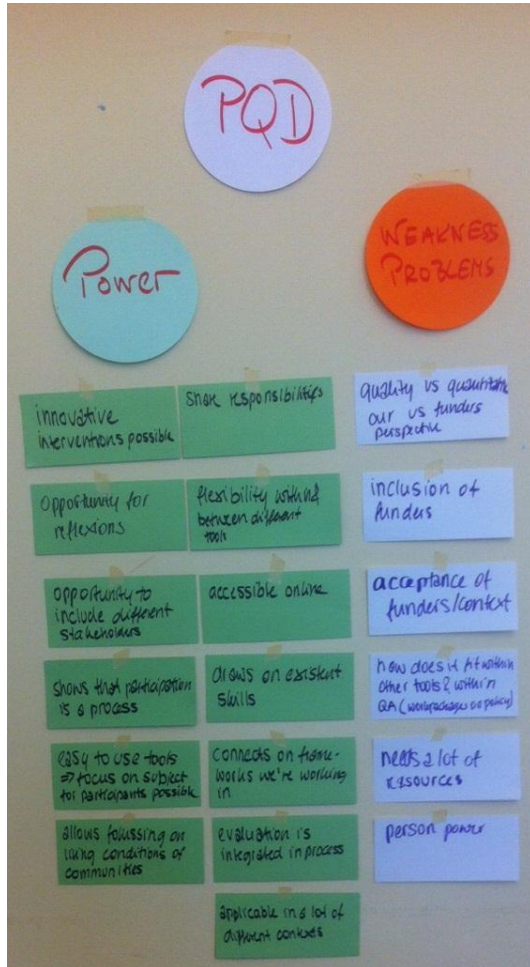 PQD
Power
WEAKNESS
PROBLEMS
innovative
interventions possible
opportunity for
reflexions
opportunity to
include different
stakeholders
shows that participation
is a process
easy to use tools
⇒ focus on subject
for participants possible
allows focussing on
living conditions of
communities
share responsibilities
flexibility within &
between different
tools
accessible online
draws on existent
skills
connects on frame-
works we're working
in
evaluation is
integrated in process
applicable in a lot of
different contexts
quality vs quantitative
our vs funders
perspective
inclusion of
funders
acceptance of
funders/context
how does it fit within
other tools & within
QA (workpackages policy)
needs a lot of
resources
person power